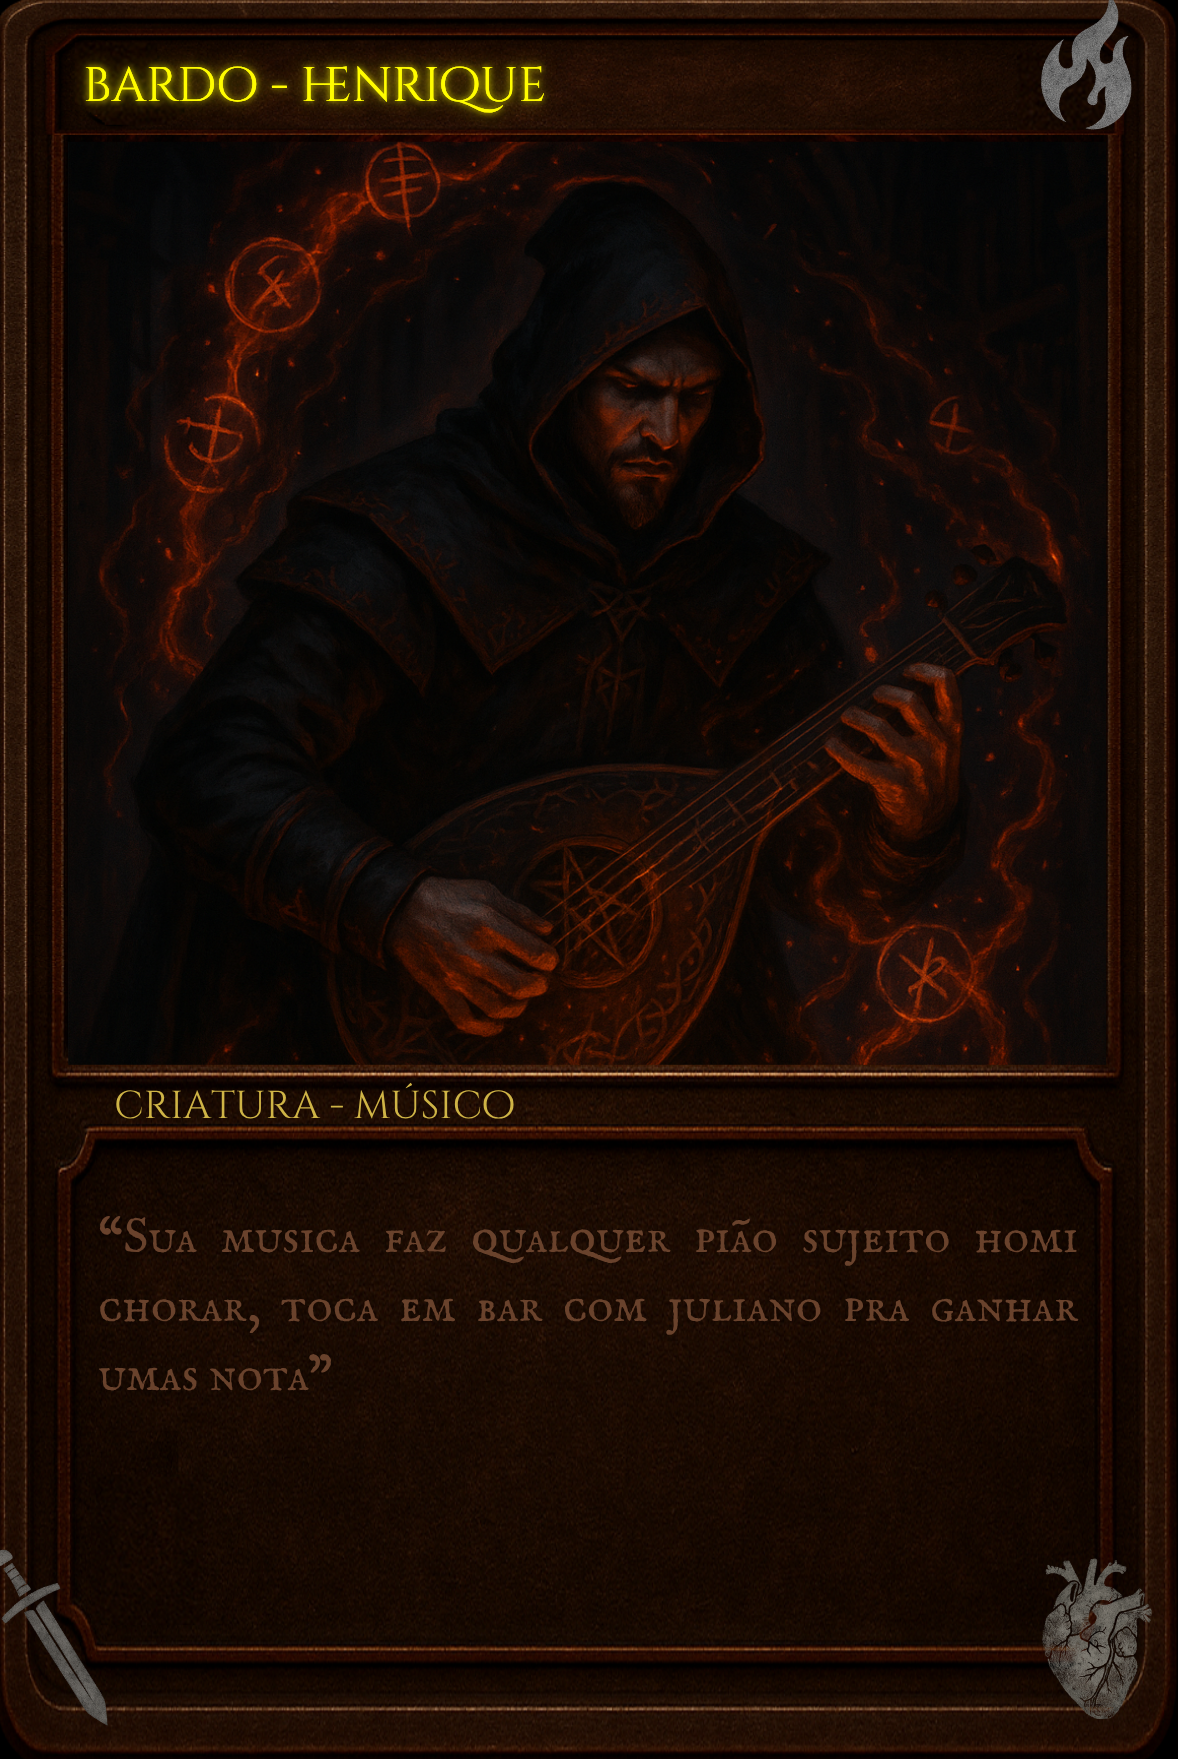 BARDO - HENRIQUE
CRIATURA - MÚSICO
“Sua musica faz qualquer pião sujeito homi
chorar, toca em bar com juliano pra ganhar
umas nota”